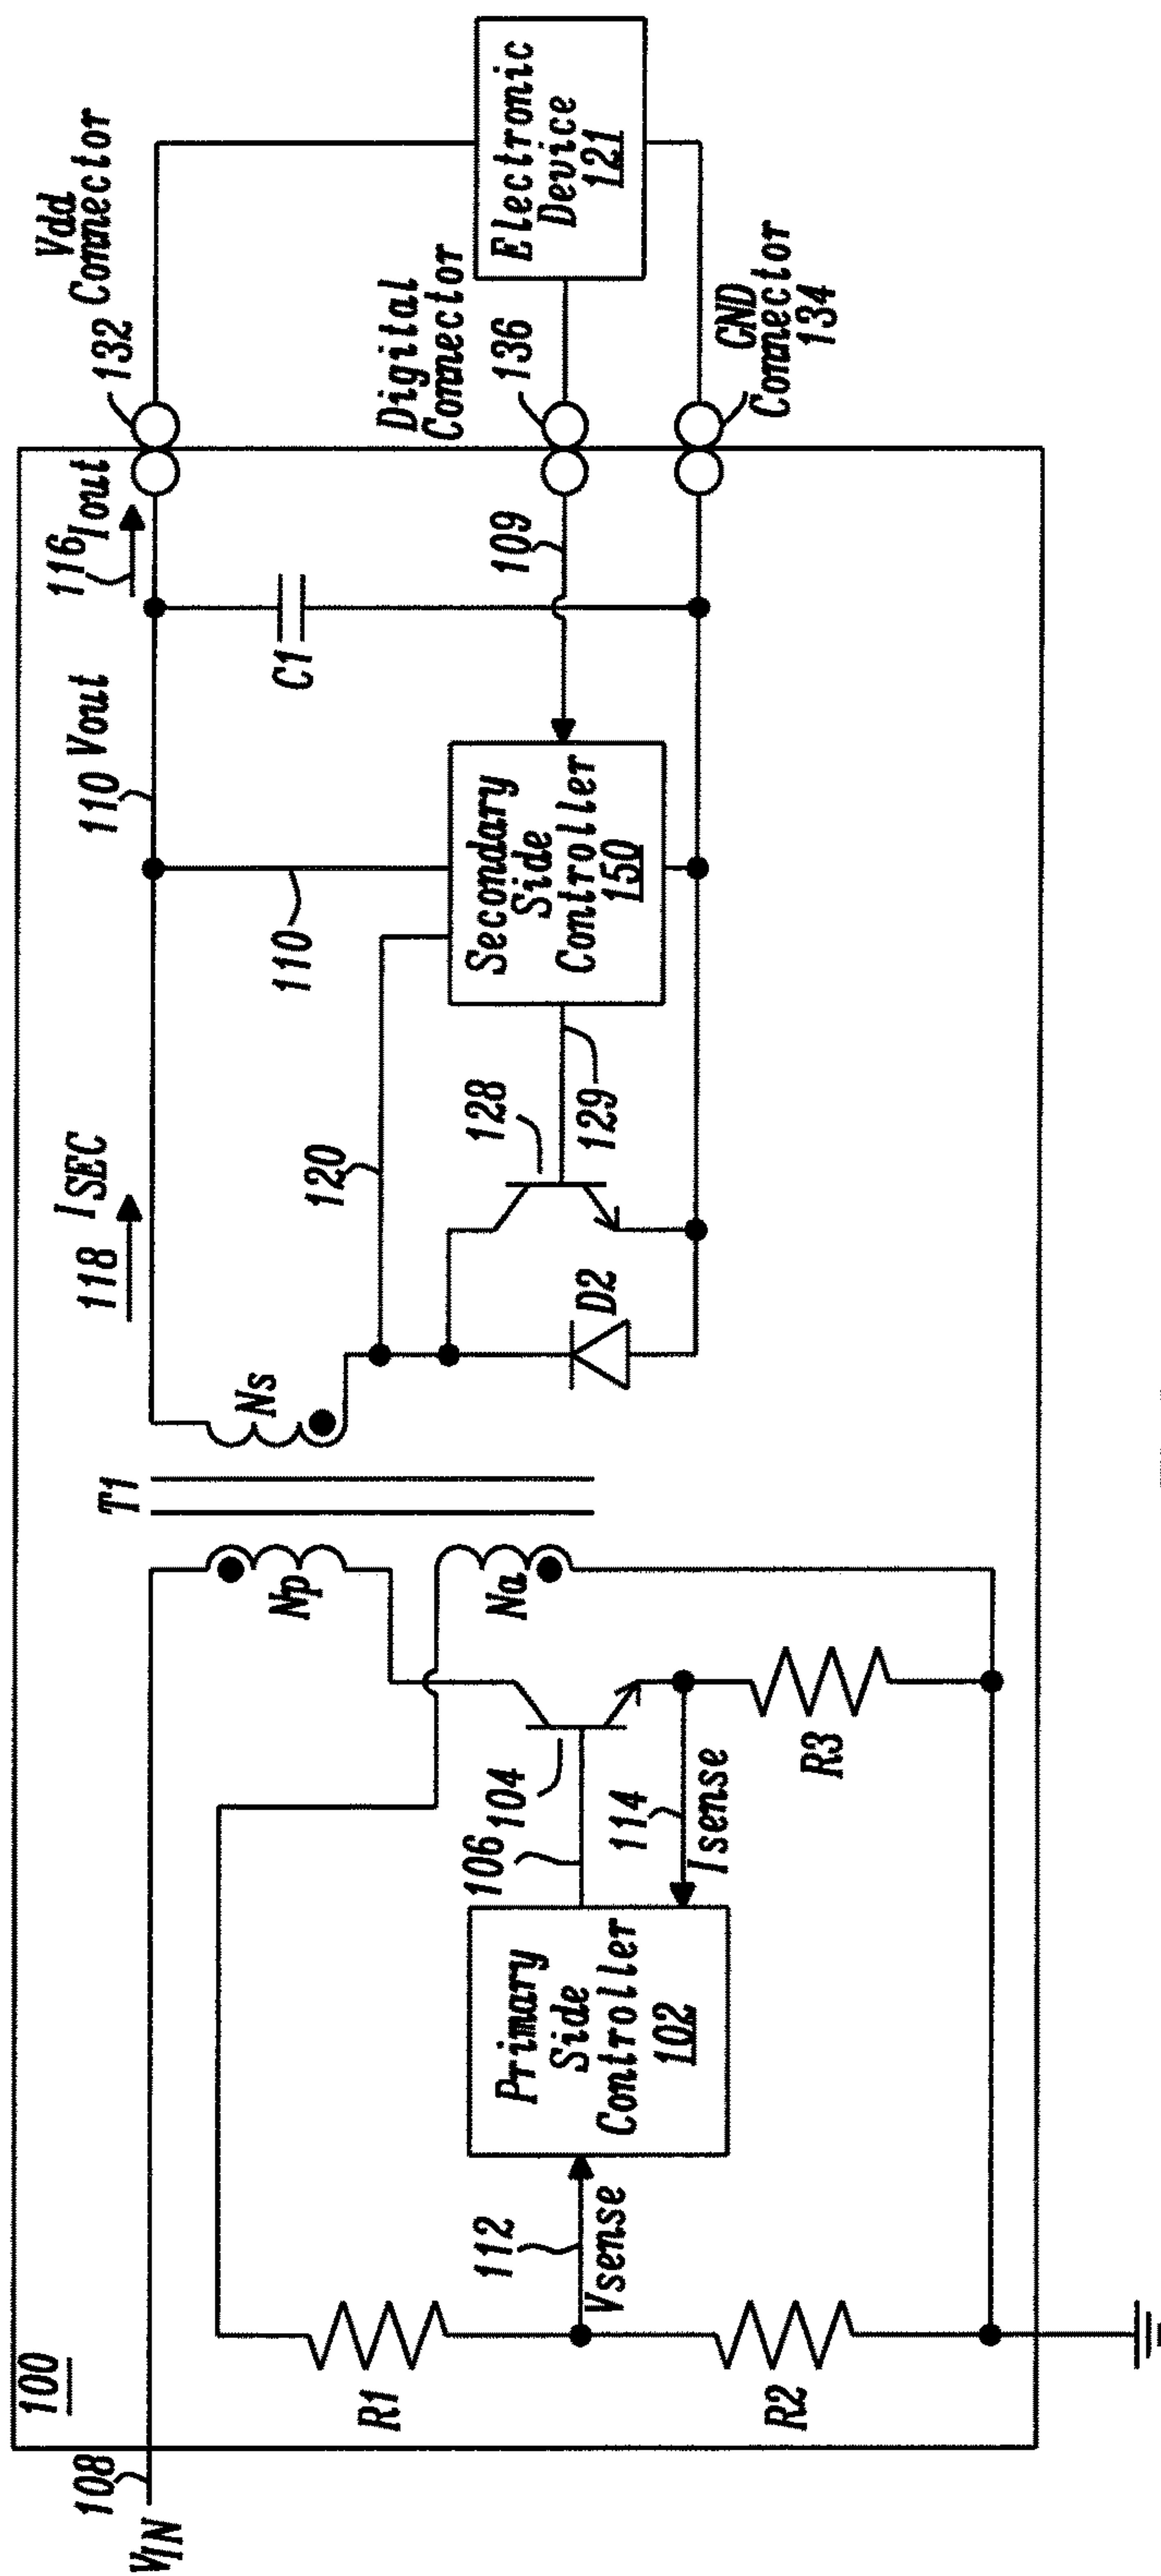 100
108
VIN
118 ISEC
110 Vout
116 Iout
132
Vdd
Connector
T1
Np
Ns
Na
120
110
C1
109
Digital
Connector
136
Electronic
Device
121
GND
Connector
134
Secondary
Side
Controller
150
128
129
D2
R1
R2
112
Vsense
Primary
Side
Controller
102
106
104
114
Isense
R3